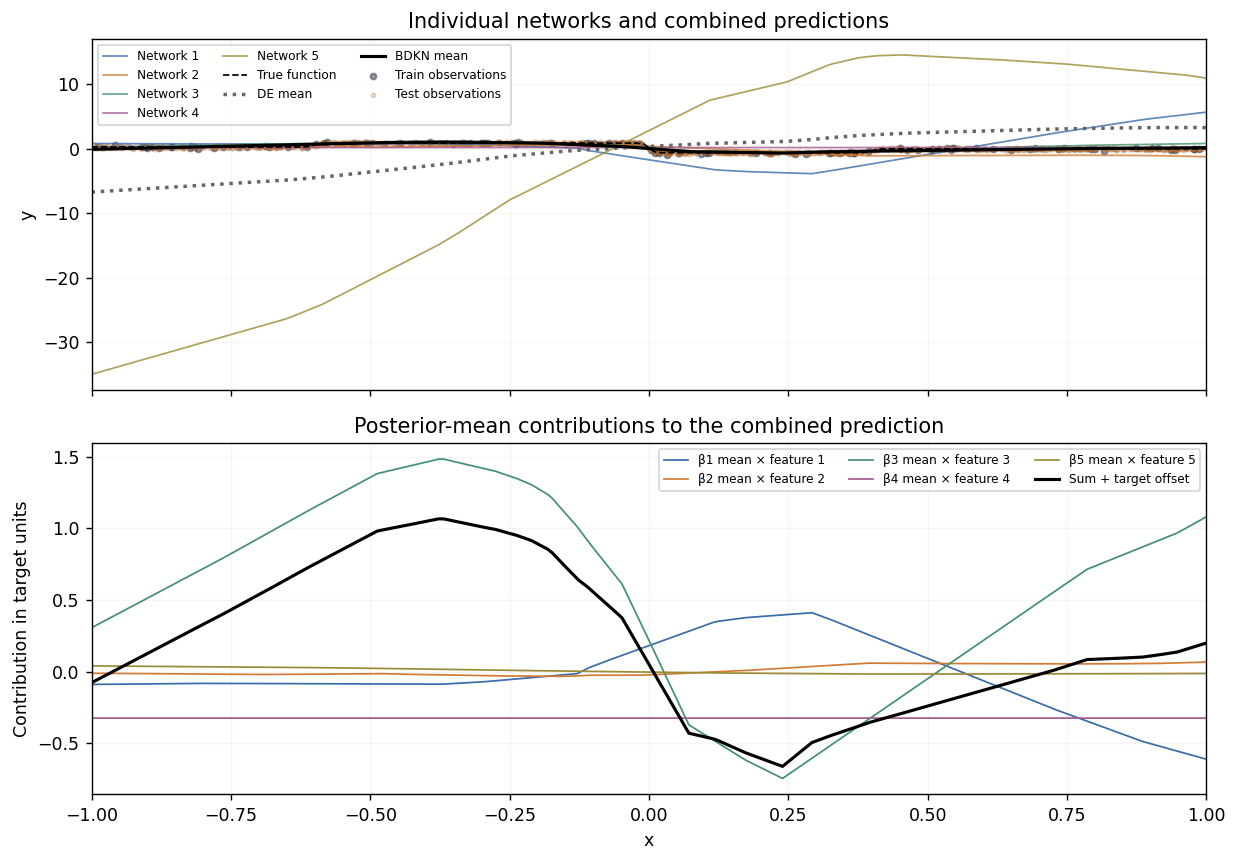 Individual networks and combined predictions
Network 1
Network 2
Network 3
Network 4
Network 5
True function
DE mean
BDKN mean
Train observations
Test observations
10
0
−10
−20
−30
y
Posterior-mean contributions to the combined prediction
β1 mean × feature 1
β2 mean × feature 2
β3 mean × feature 3
β4 mean × feature 4
β5 mean × feature 5
Sum + target offset
1.5
1.0
0.5
0.0
−0.5
Contribution in target units
−1.00 −0.75 −0.50 −0.25 0.00 0.25 0.50 0.75 1.00
x